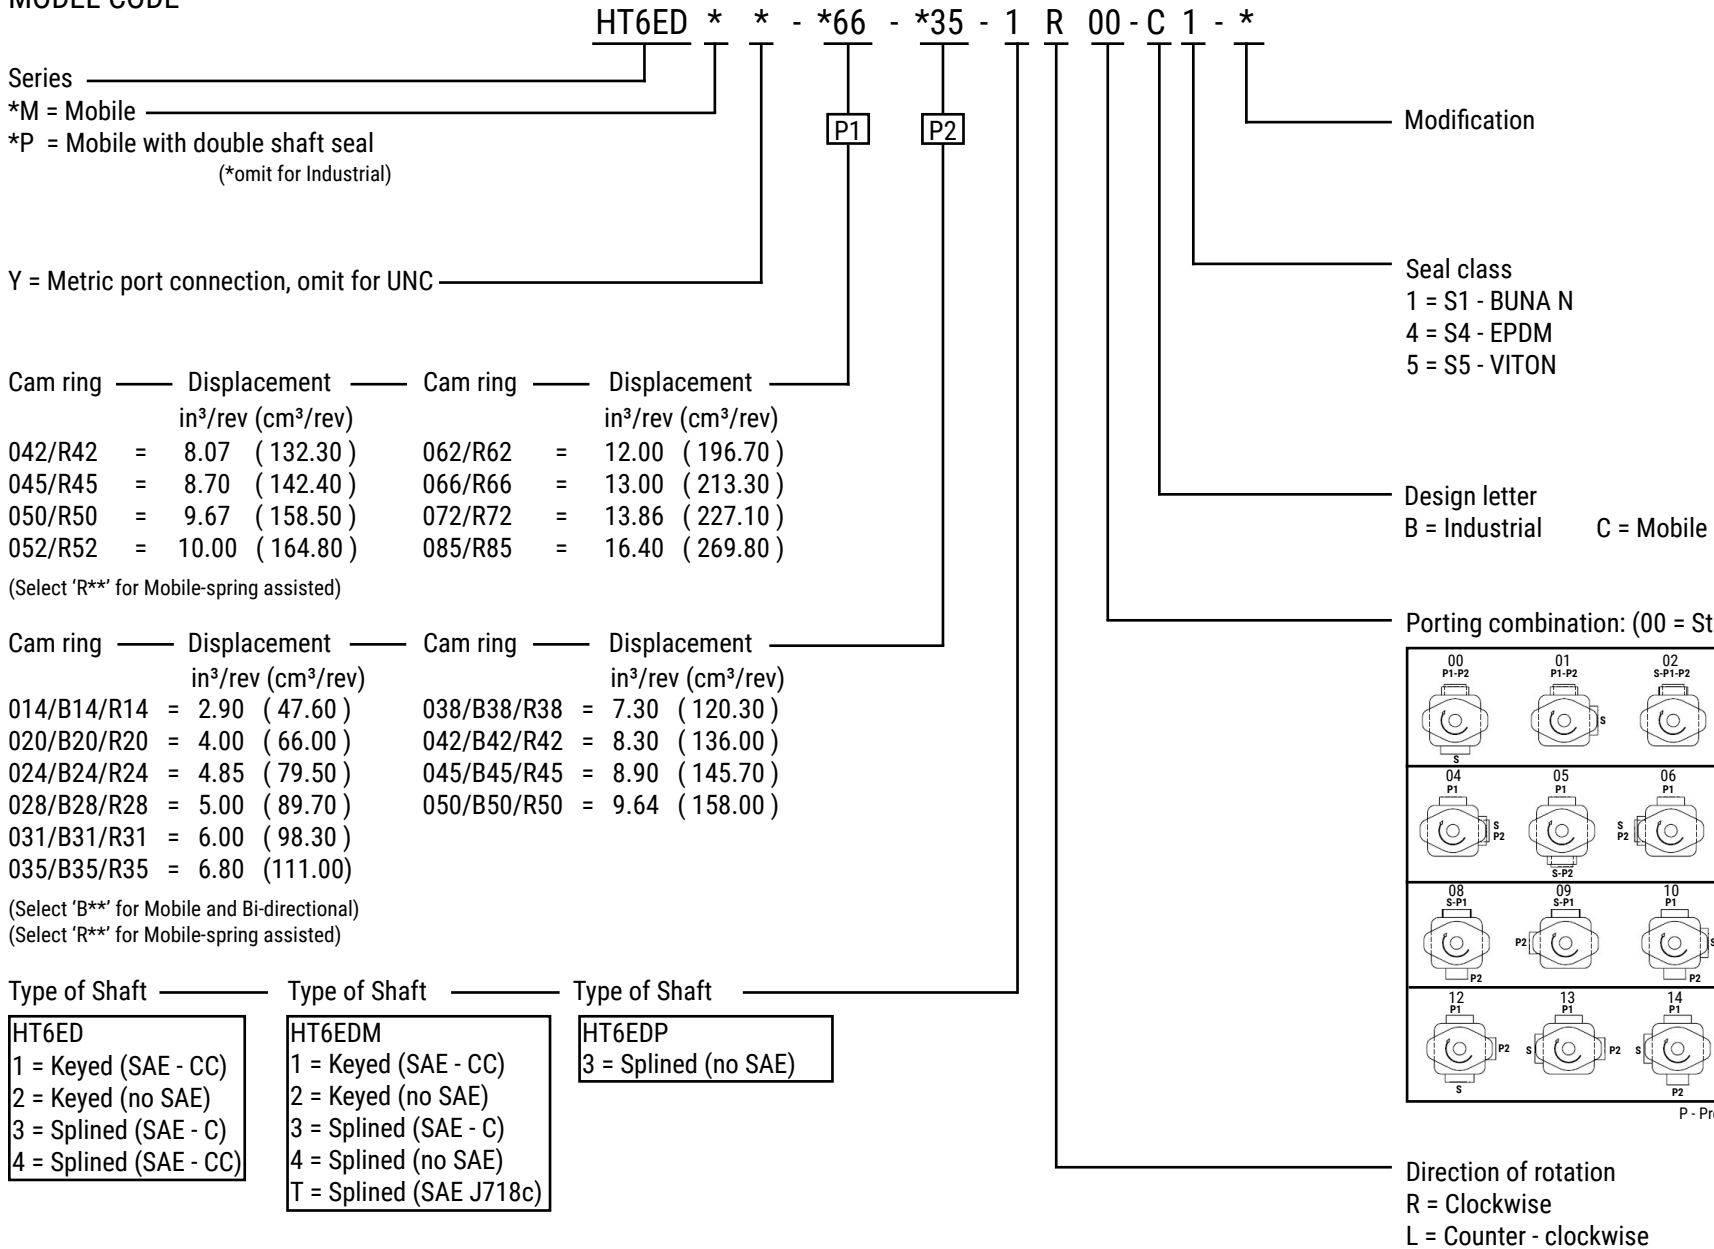 MODEL CODE
HT6ED * * - *66 - *35 - 1 R 00 - C 1 - *
Series
*M = Mobile
*P = Mobile with double shaft seal
(*omit for Industrial)
P1
P2
Modification
Y = Metric port connection, omit for UNC
Seal class
1 = S1 - BUNA N
4 = S4 - EPDM
5 = S5 - VITON
Cam ring Displacement Cam ring Displacement
in³/rev (cm³/rev) in³/rev (cm³/rev)
042/R42 = 8.07 ( 132.30 ) 062/R62 = 12.00 ( 196.70 )
045/R45 = 8.70 ( 142.40 ) 066/R66 = 13.00 ( 213.30 )
050/R50 = 9.67 ( 158.50 ) 072/R72 = 13.86 ( 227.10 )
052/R52 = 10.00 ( 164.80 ) 085/R85 = 16.40 ( 269.80 )
(Select ‘R**’ for Mobile-spring assisted)
Design letter
B = Industrial C = Mobile
Cam ring Displacement Cam ring Displacement
in³/rev (cm³/rev) in³/rev (cm³/rev)
014/B14/R14 = 2.90 ( 47.60 ) 038/B38/R38 = 7.30 ( 120.30 )
020/B20/R20 = 4.00 ( 66.00 ) 042/B42/R42 = 8.30 ( 136.00 )
024/B24/R24 = 4.85 ( 79.50 ) 045/B45/R45 = 8.90 ( 145.70 )
028/B28/R28 = 5.00 ( 89.70 ) 050/B50/R50 = 9.64 ( 158.00 )
031/B31/R31 = 6.00 ( 98.30 )
035/B35/R35 = 6.80 (111.00)
(Select ‘B**’ for Mobile and Bi-directional)
(Select ‘R**’ for Mobile-spring assisted)
Porting combination: (00 = St
00 01 02
P1-P2 P1-P2 S-P1-P2
S
S
04 05 06
P1 P1 P1
S S
P2 P2
S-P2
08 09 10
S-P1 S-P1 P1
P2 S
P2 P2
12 13 14
P1 P1 P1
P2 S P2 S
S P2
P - Pr
Type of Shaft Type of Shaft Type of Shaft
HT6ED
1 = Keyed (SAE - CC)
2 = Keyed (no SAE)
3 = Splined (SAE - C)
4 = Splined (SAE - CC)
HT6EDM
1 = Keyed (SAE - CC)
2 = Keyed (no SAE)
3 = Splined (SAE - C)
4 = Splined (no SAE)
T = Splined (SAE J718c)
HT6EDP
3 = Splined (no SAE)
Direction of rotation
R = Clockwise
L = Counter - clockwise